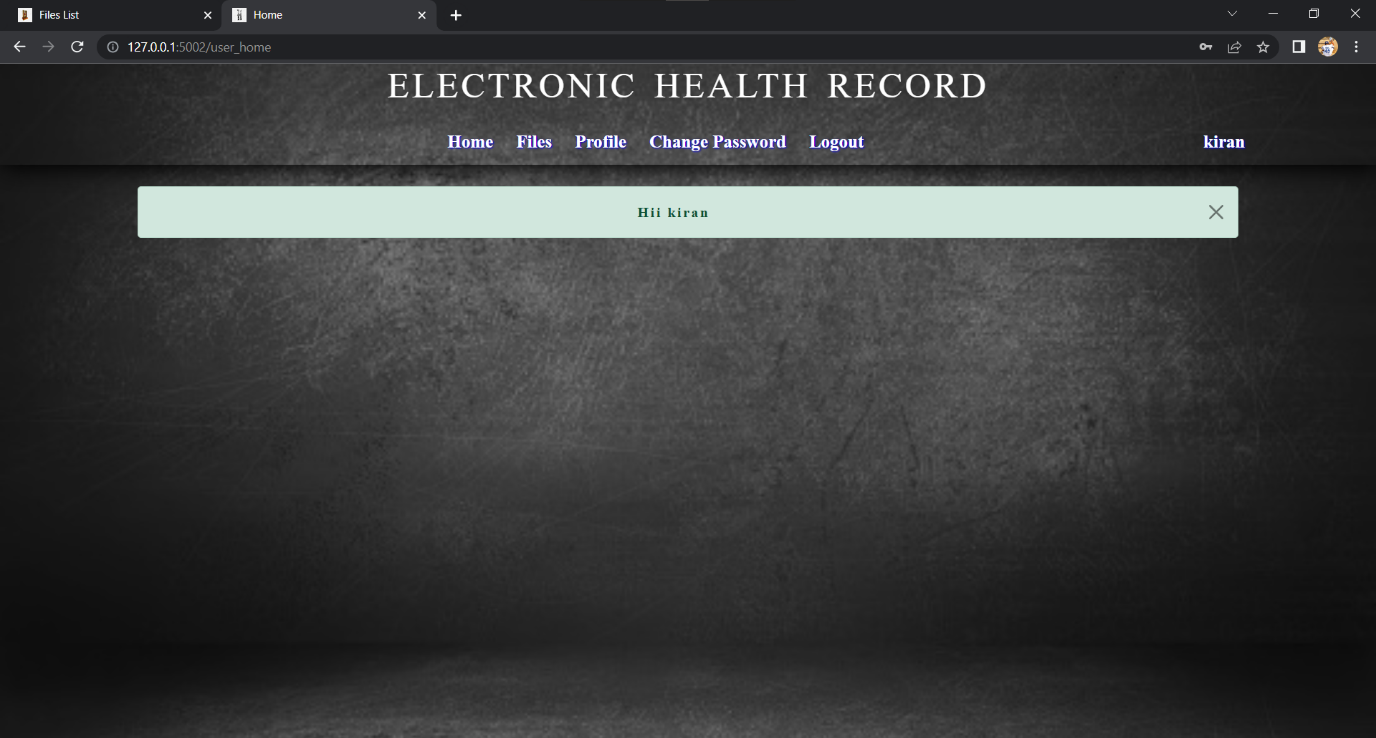 Files List
Home
127.0.0.1:5002/user_home
ELECTRONIC HEALTH RECORD
Home Files Profile Change Password Logout kiran
Hii kiran